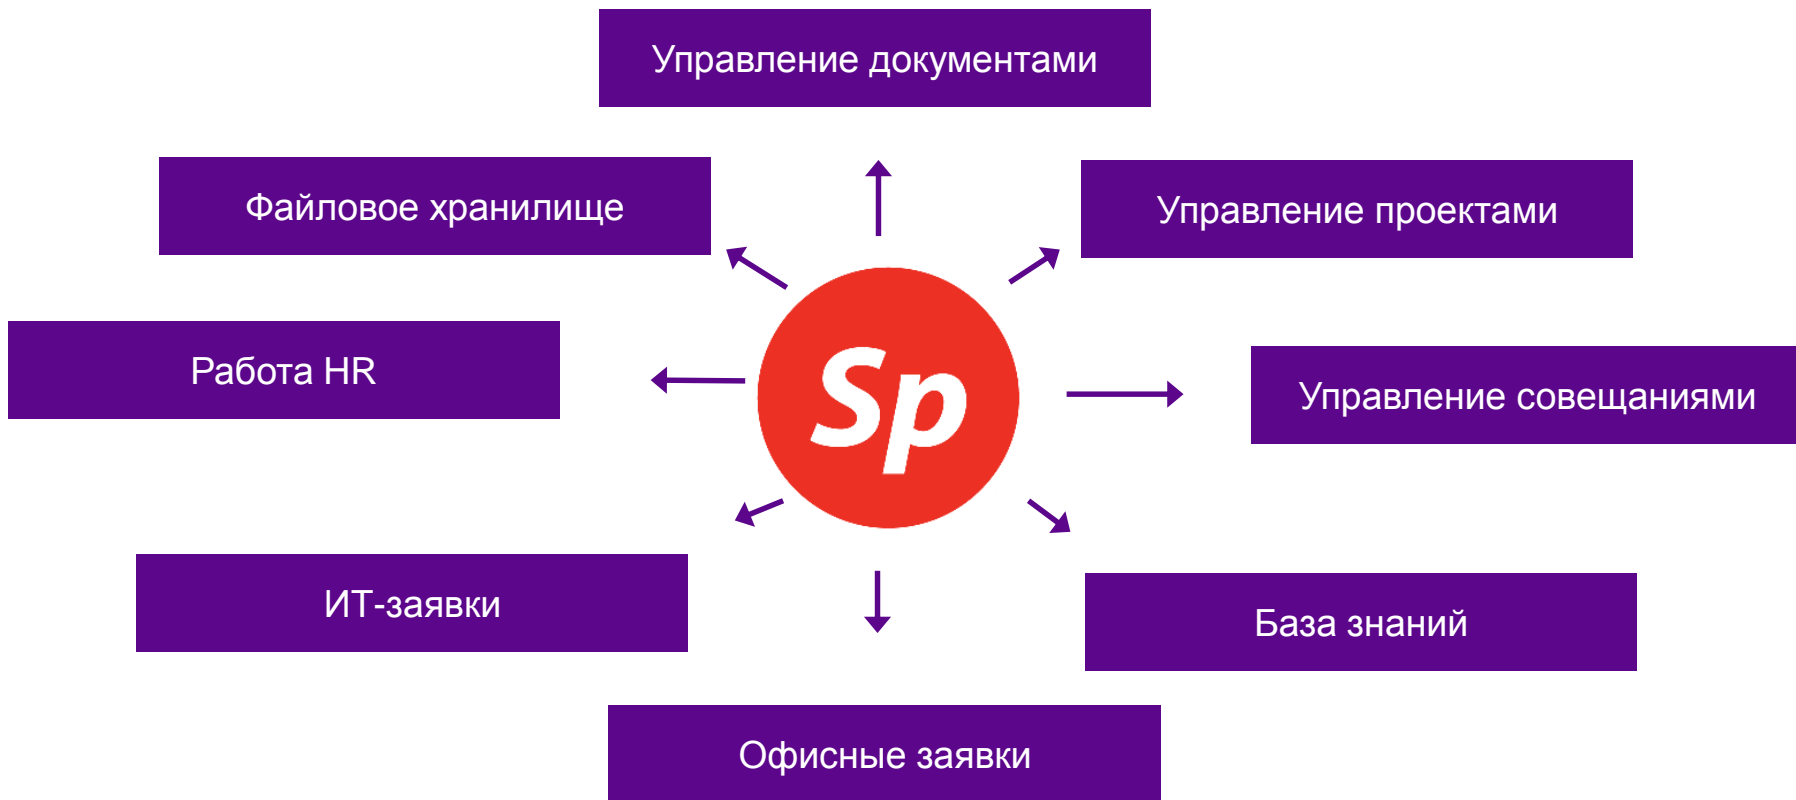 Управление документами
Файловое хранилище
Управление проектами
Работа HR
Sp
Управление совещаниями
ИТ-заявки
База знаний
Офисные заявки